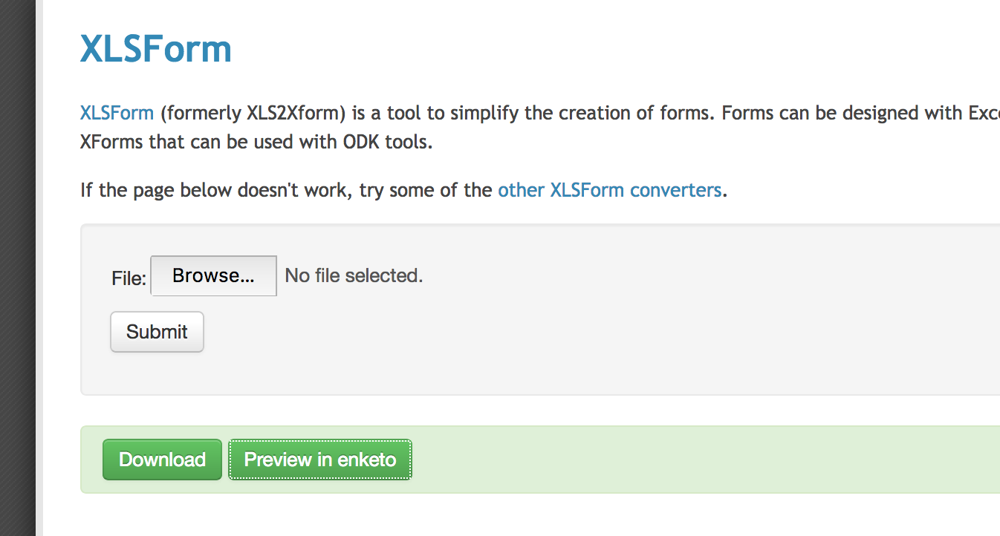 XLSForm
XLSForm (formerly XLS2Xform) is a tool to simplify the creation of forms. Forms can be designed with
XForms that can be used with ODK tools.
If the page below doesn't work, try some of the other XLSForm converters.
File: Browse... No file selected.
Submit
Download Preview in enketo